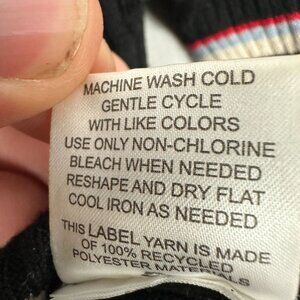 MACHINE WASH COLD
GENTLE CYCLE
WITH LIKE COLORS
USE ONLY NON-CHLORINE
BLEACH WHEN NEEDED
RESHAPE AND DRY FLAT
COOL IRON AS NEEDED
THIS LABEL YARN IS MADE
OF 100% RECYCLED
POLYESTER MATERIALS